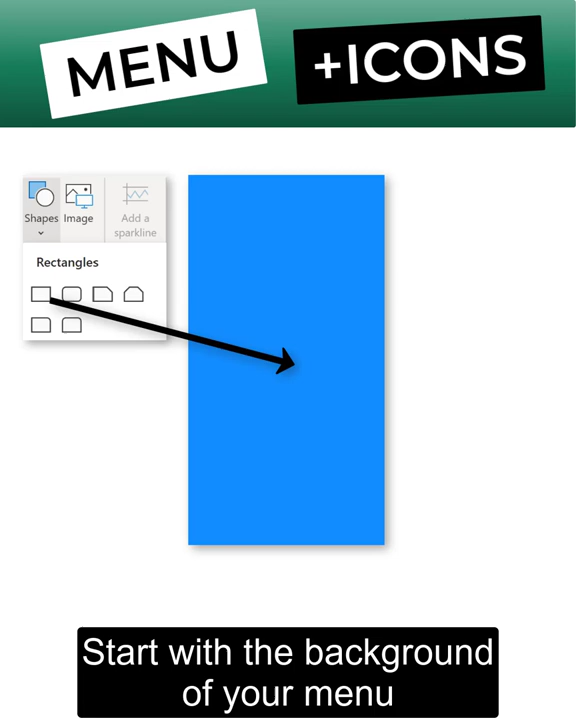 MENU +ICONS
Shapes Image Add a
sparkline
Rectangles
Start with the background
of your menu